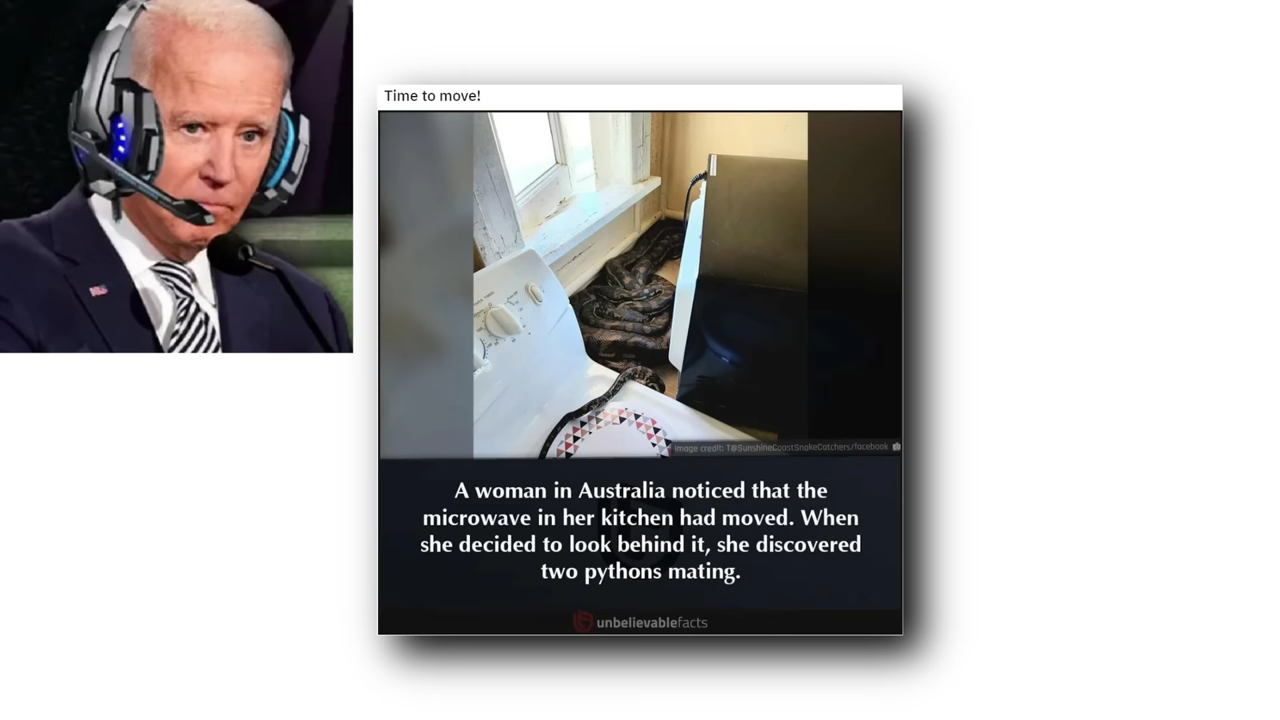 Time to move!
Image credit: T@SunshineCoastSnakeCatchers/facebook
A woman in Australia noticed that the
microwave in her kitchen had moved. When
she decided to look behind it, she discovered
two pythons mating.
unbelievablefacts